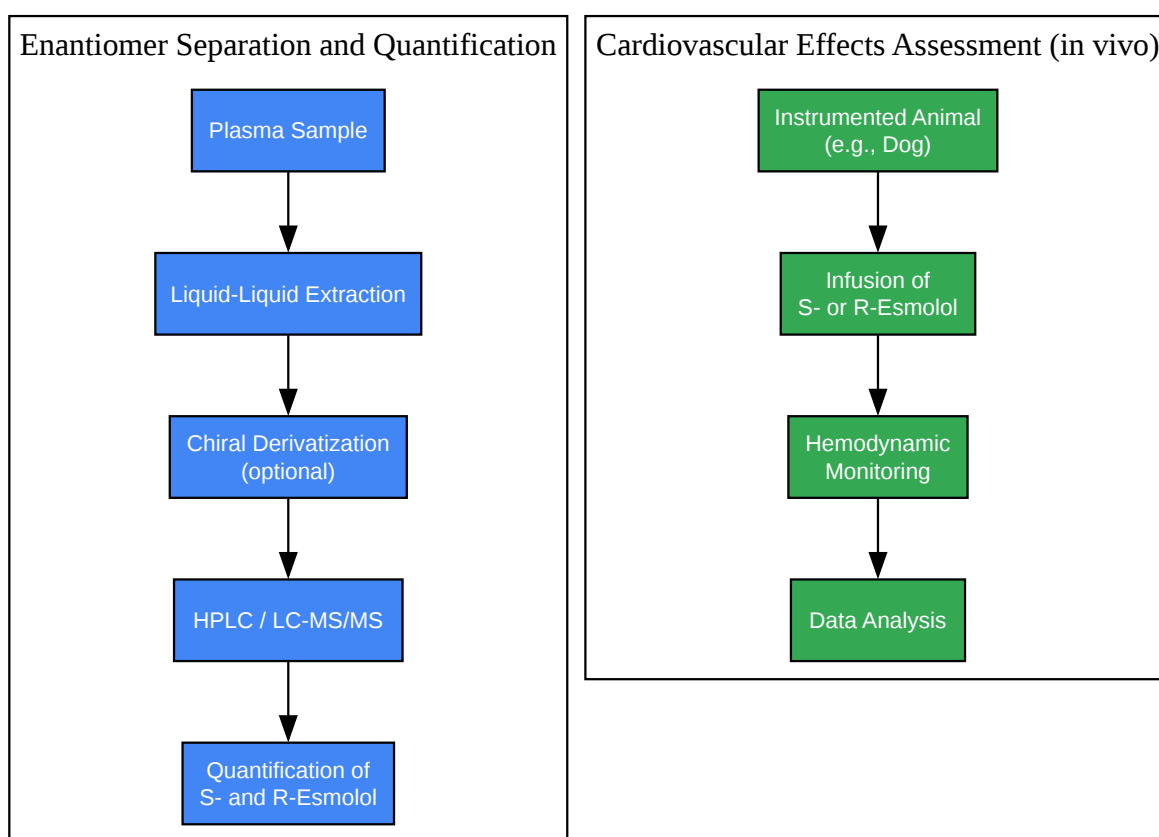 Enantiomer Separation and Quantification
Plasma Sample
Liquid-Liquid Extraction
Chiral Derivatization
(optional)
HPLC / LC-MS/MS
Quantification of
S- and R-Esmolol
Cardiovascular Effects Assessment (in vivo)
Instrumented Animal
(e.g., Dog)
Infusion of
S- or R-Esmolol
Hemodynamic
Monitoring
Data Analysis